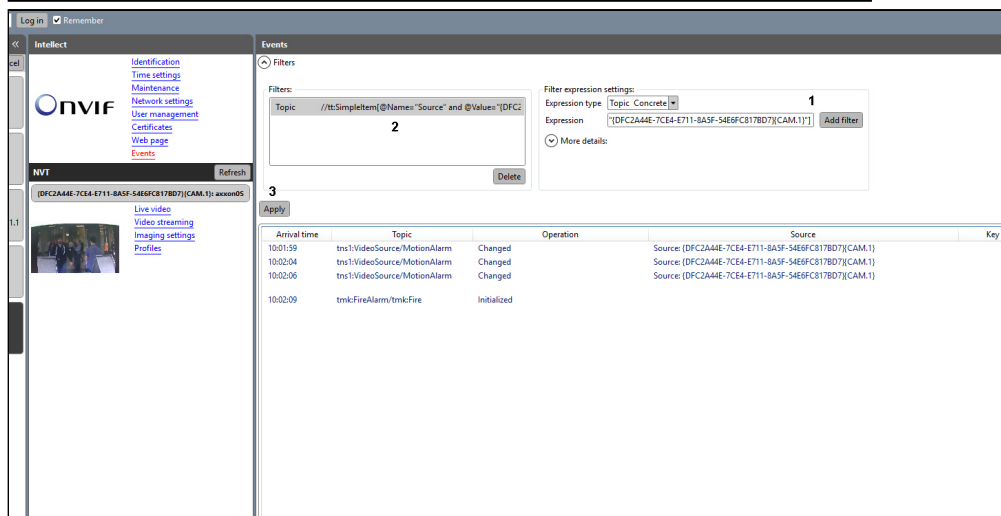 Log in Remember
«
cel
1.1
Intellect
Onvif
Identification
Time settings
Maintenance
Network settings
User management
Certificates
Web page
Events
NVT Refresh
{DFC2A44E-7CE4-E711-8A5F-54E6FC817BD7}{CAM.1}: axxon0S
Live video
Video streaming
Imaging settings
Profiles
Events
Filters
Filters:
Topic //tt:SimpleItem[@Name="Source" and @Value="{DFC2
2
Delete
Filter expression settings:
1
Expression type Topic Concrete
Expression "{DFC2A44E-7CE4-E711-8A5F-54E6FC817BD7}{CAM.1}"] Add filter
More details:
3
Apply
Arrival time Topic Operation Source Key
10:01:59 tns1:VideoSource/MotionAlarm Changed Source: {DFC2A44E-7CE4-E711-8A5F-54E6FC817BD7}{CAM.1}
10:02:04 tns1:VideoSource/MotionAlarm Changed Source: {DFC2A44E-7CE4-E711-8A5F-54E6FC817BD7}{CAM.1}
10:02:06 tns1:VideoSource/MotionAlarm Changed Source: {DFC2A44E-7CE4-E711-8A5F-54E6FC817BD7}{CAM.1}
10:02:09 tmk:FireAlarm/tmk:Fire Initialized